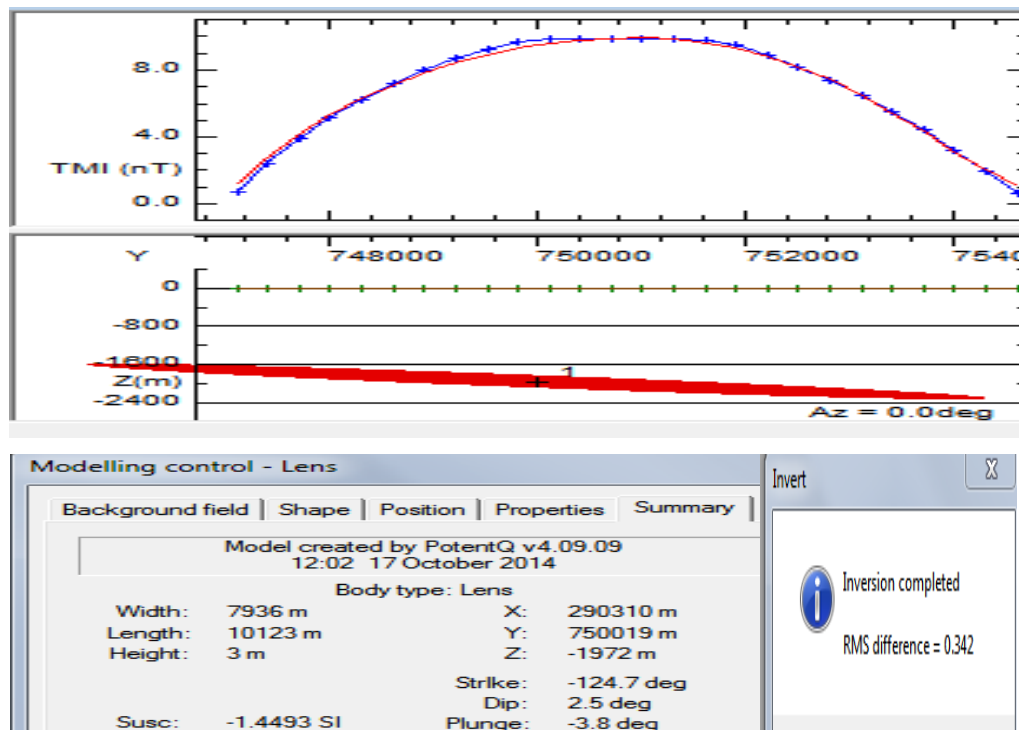 8.0
4.0
TMI (nT)
0.0
Y 748000 750000 752000 7540
0
-800
-1600 1
Z(m)
-2400
Az = 0.0deg
Modelling control - Lens
Invert
Background field Shape Position Properties Summary
Model created by PotentQ v4.09.09
12:02 17 October 2014
Body type: Lens
Width: 7936 m X: 290310 m
Length: 10123 m Y: 750019 m
Height: 3 m Z: -1972 m
Strlke: -124.7 deg
Dip: 2.5 deg
Susc: -1.4493 SI Plunge: -3.8 deg
Inversion completed
RMS difference = 0.342